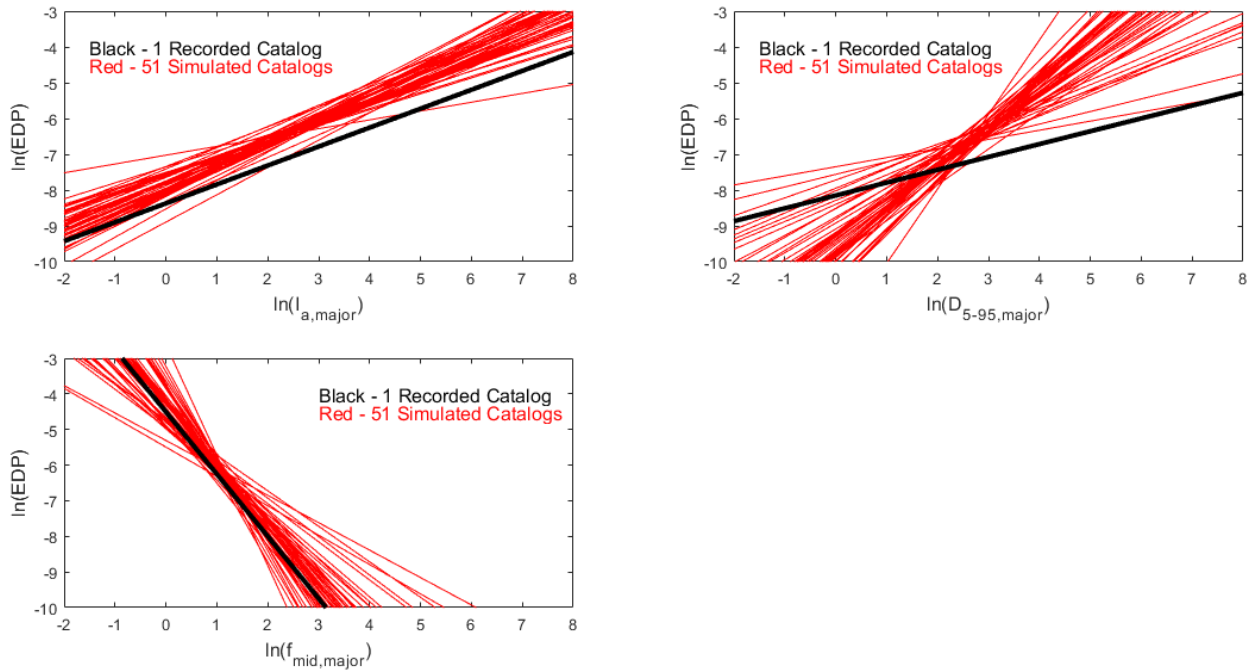 -3
-4
Black - 1 Recorded Catalog
Red - 51 Simulated Catalogs
-5
-6
-7
-8
-9
-10
ln(EDP)
-2 -1 0 1 2 3 4 5 6 7 8
ln(I_a,major)
-3
-4
Black - 1 Recorded Catalog
Red - 51 Simulated Catalogs
-5
-6
-7
-8
-9
-10
ln(EDP)
-2 -1 0 1 2 3 4 5 6 7 8
ln(D_5-95,major)
-3
-4
Black - 1 Recorded Catalog
Red - 51 Simulated Catalogs
-5
-6
-7
-8
-9
-10
ln(EDP)
-2 -1 0 1 2 3 4 5 6 7 8
ln(f_mid,major)